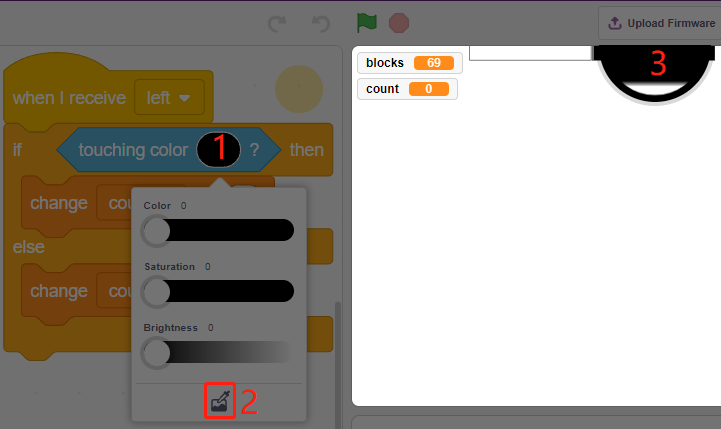 Upload Firmware
blocks 69
count 0
3
when I receive left
if touching color 1 ? then
change cou
Color 0
else
Saturation 0
change cou
Brightness 0
2